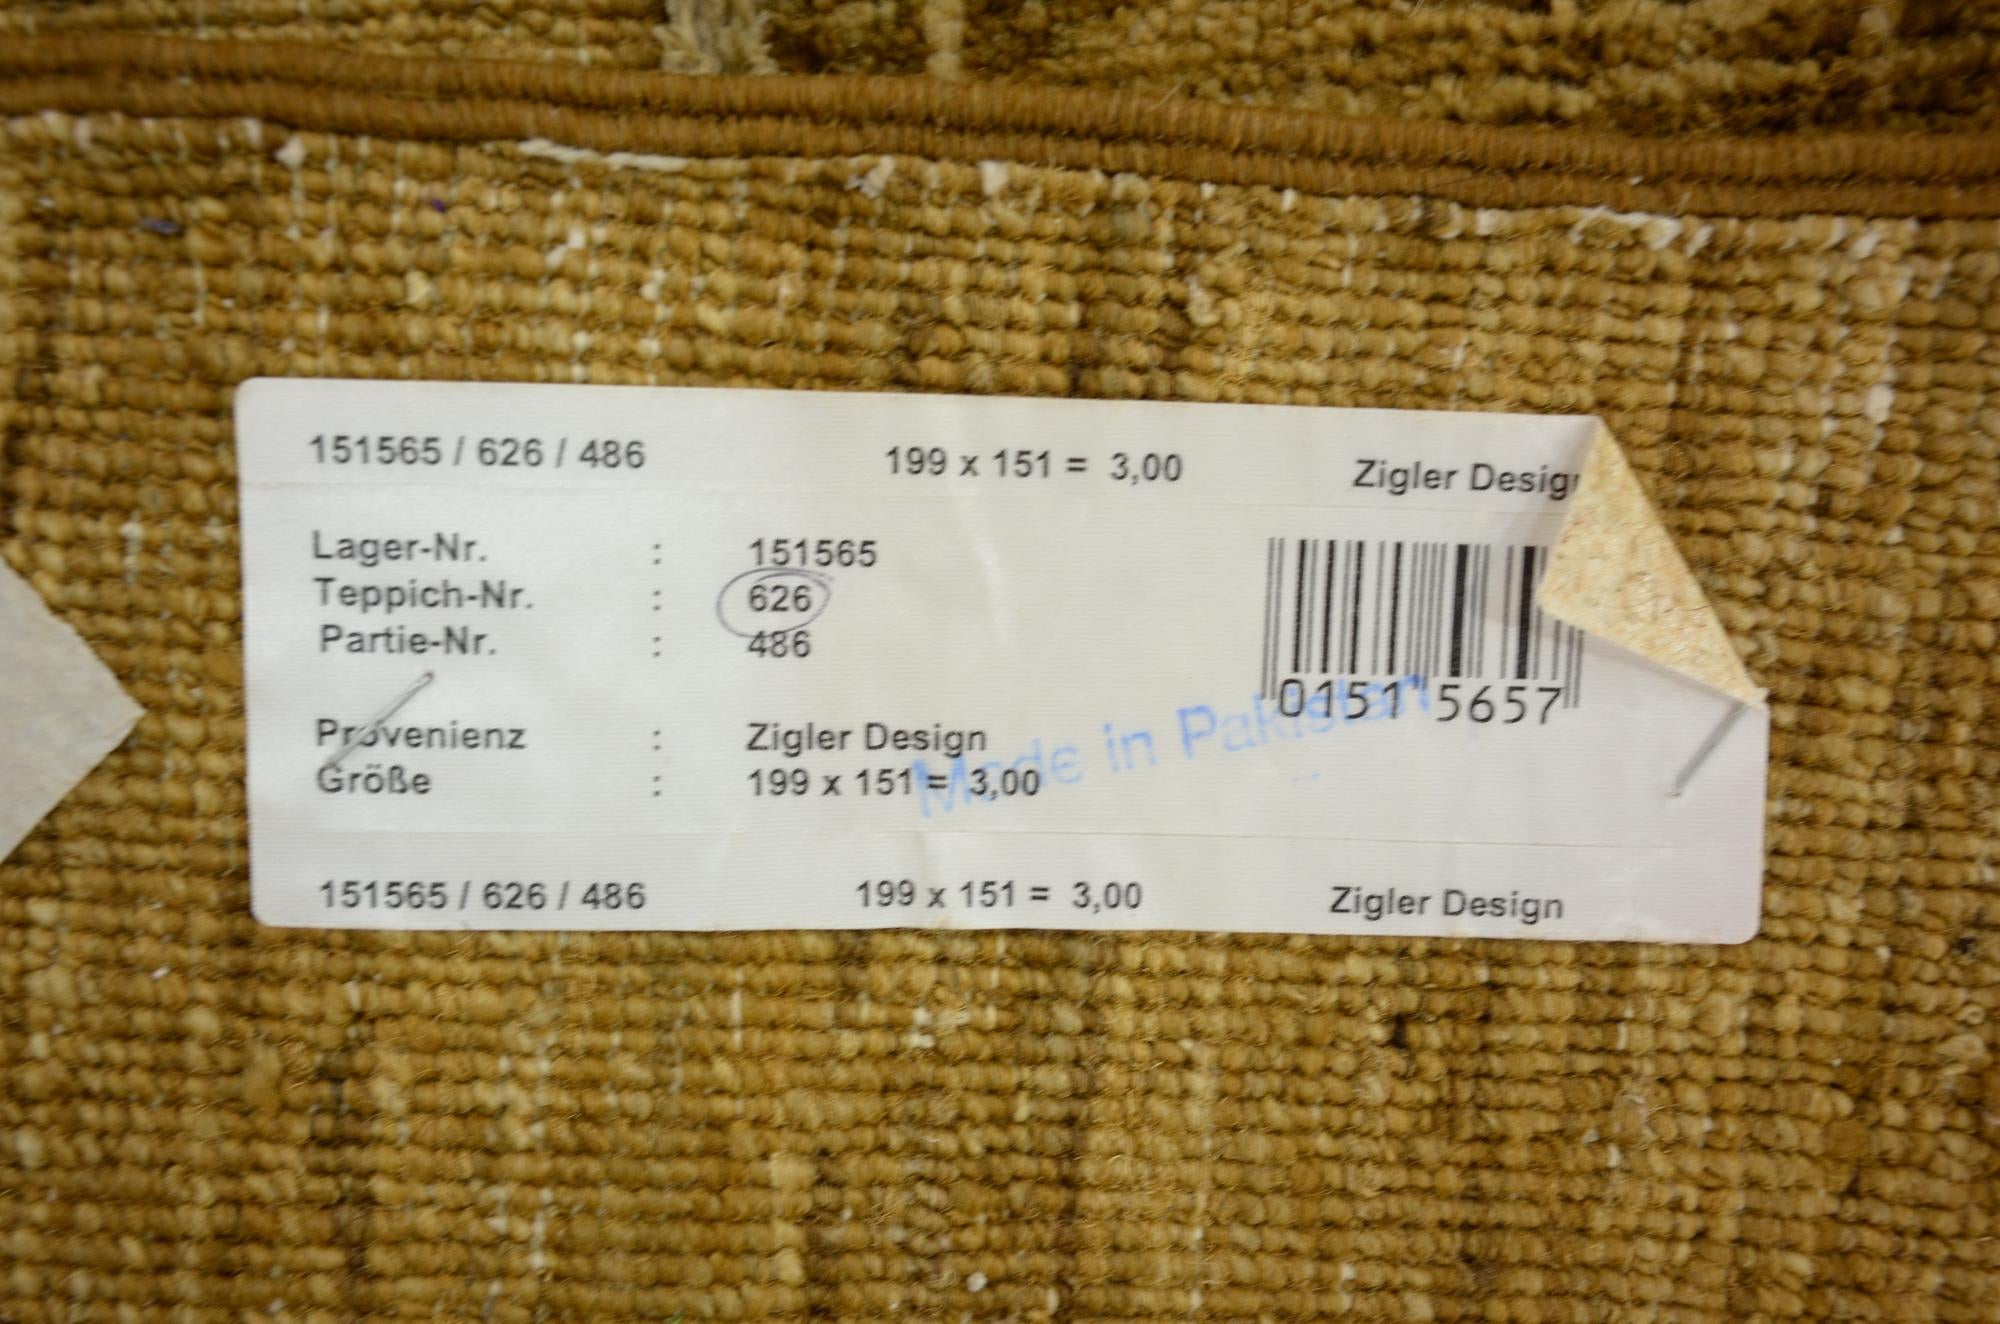 151565 / 626 / 486 199 x 151 = 3,00 Zigler Design
Lager-Nr. : 151565
Teppich-Nr. : 626
Partie-Nr. : 486
0151 5657
Provenienz : Zigler Design
Größe : 199 x 151 = 3,00
Made in Pakistan
151565 / 626 / 486 199 x 151 = 3,00 Zigler Design